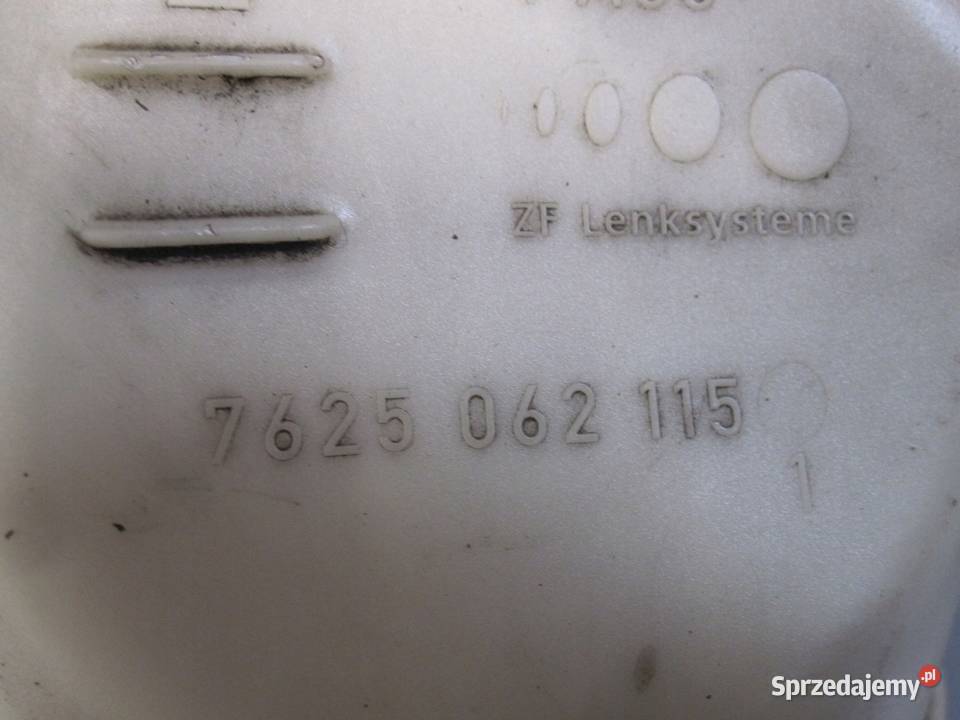 ZF Lenksysteme
7625 062 115
1
Sprzedajemy.pl